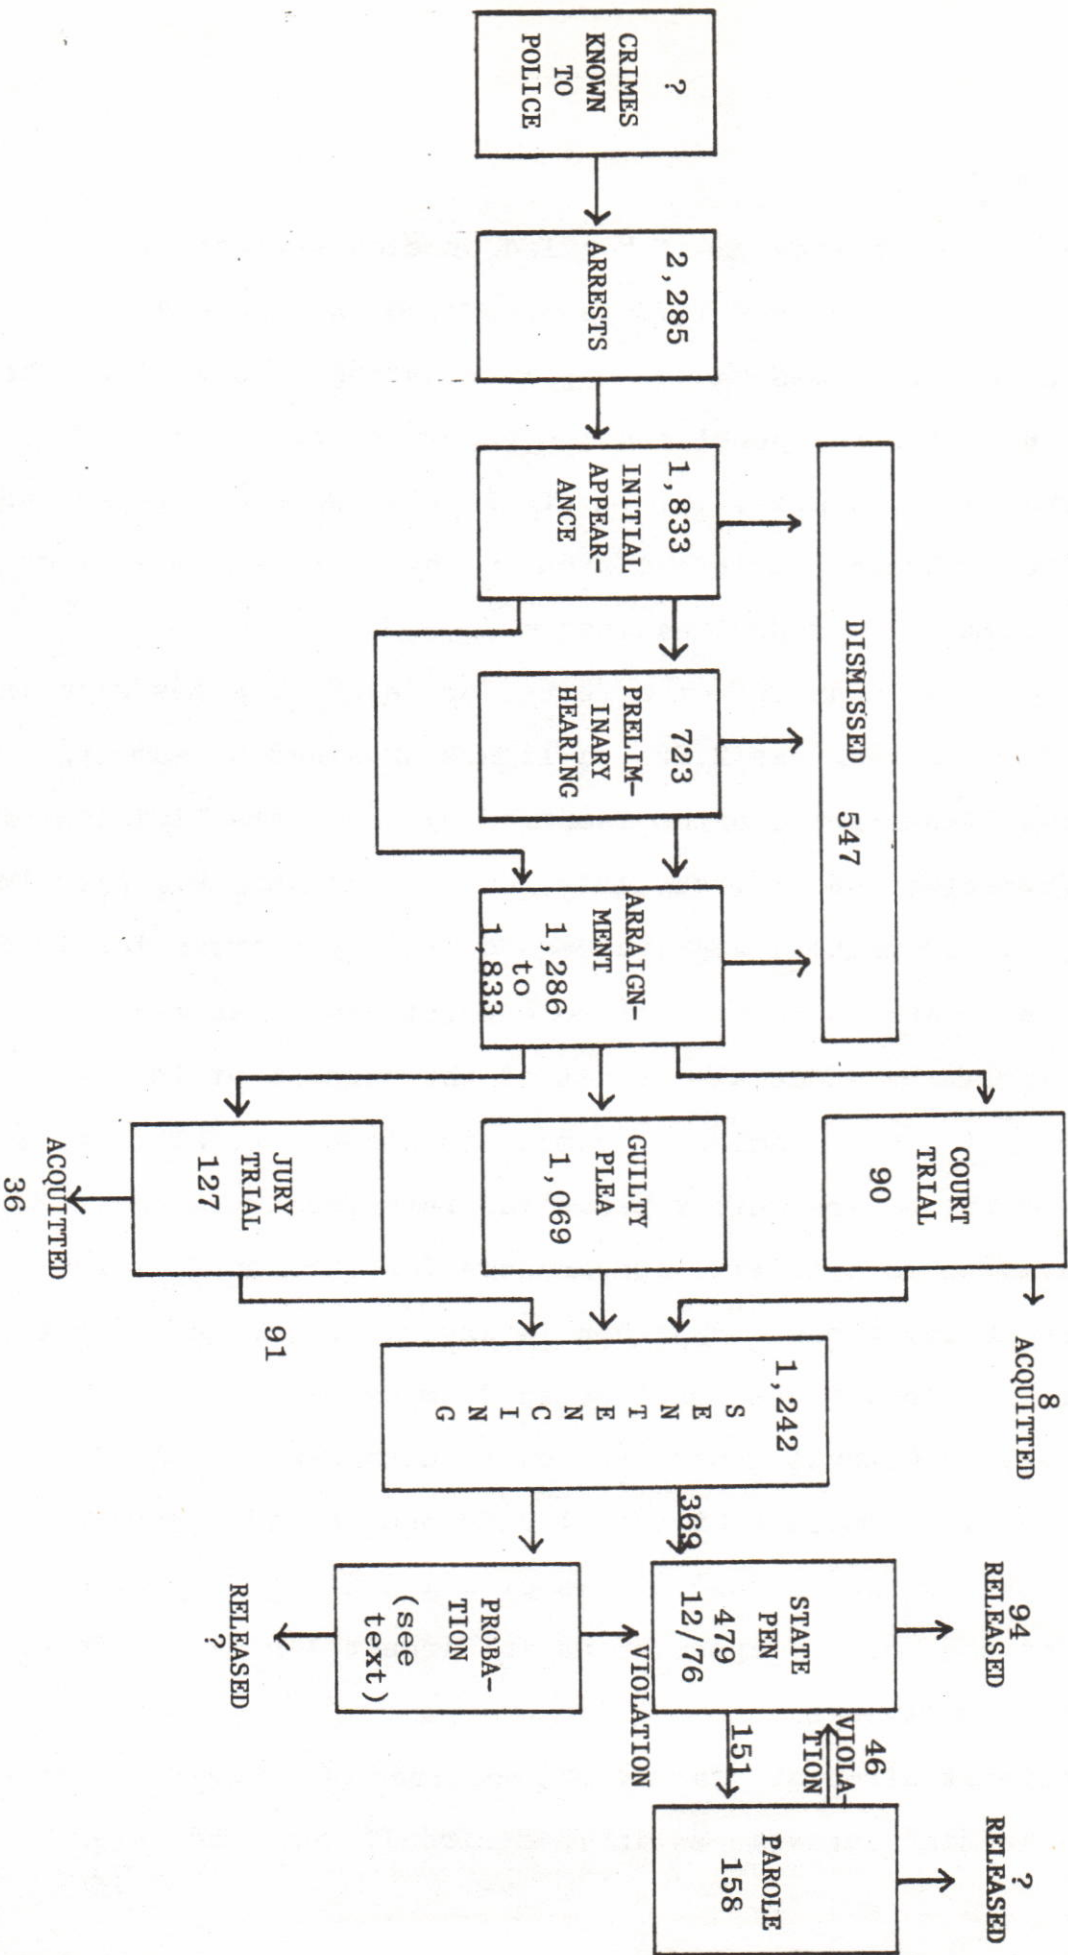 ?
CRIMES
KNOWN
TO
POLICE
2,285
ARRESTS
1,833
INITIAL
APPEAR-
ANCE
DISMISSED 547
723
PRELIM-
INARY
HEARING
ARRAIGN-
MENT
1,286
to
1,833
COURT
TRIAL
90
8
ACQUITTED
GUILTY
PLEA
1,069
JURY
TRIAL
127
ACQUITTED
36
91
1,242
S
E
N
T
E
N
C
I
N
G
369
94
RELEASED
STATE
PEN
479
12/76
VIOLATION
PROBA-
TION
(see
text)
RELEASED
?
46
VIOLA-
TION
151
?
RELEASED
PAROLE
158